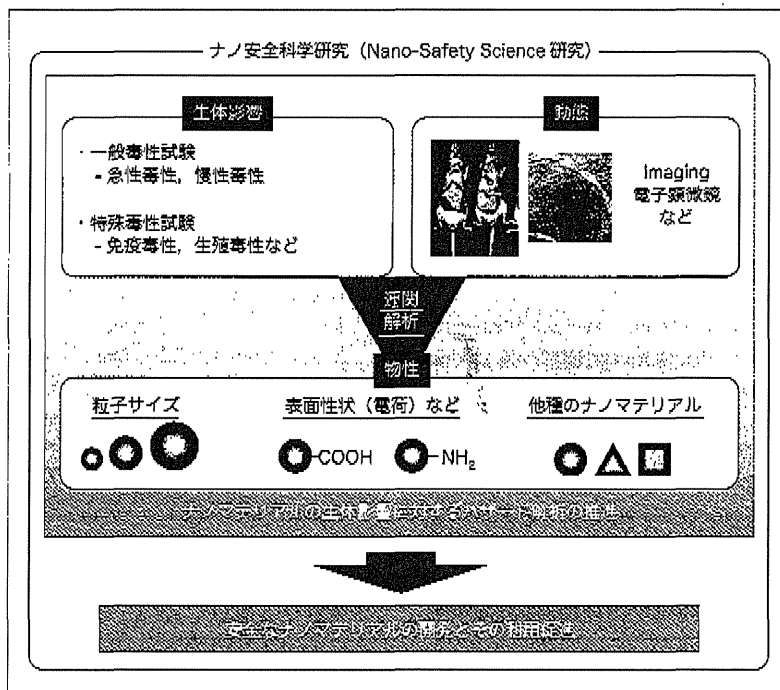 ナノ安全科学研究（Nano-Safety Science 研究）
生体影響
・一般毒性試験
- 急性毒性，慢性毒性
・特殊毒性試験
- 免疫毒性，生殖毒性など
動態
Imaging
電子顕微鏡
など
連関
解析
物性
粒子サイズ
表面性状（電荷）など
COOH
NH₂
他種のナノマテリアル
ナノマテリアルの生体影響に対するハザード解析の推進
安全なナノマテリアルの開発とその利用促進